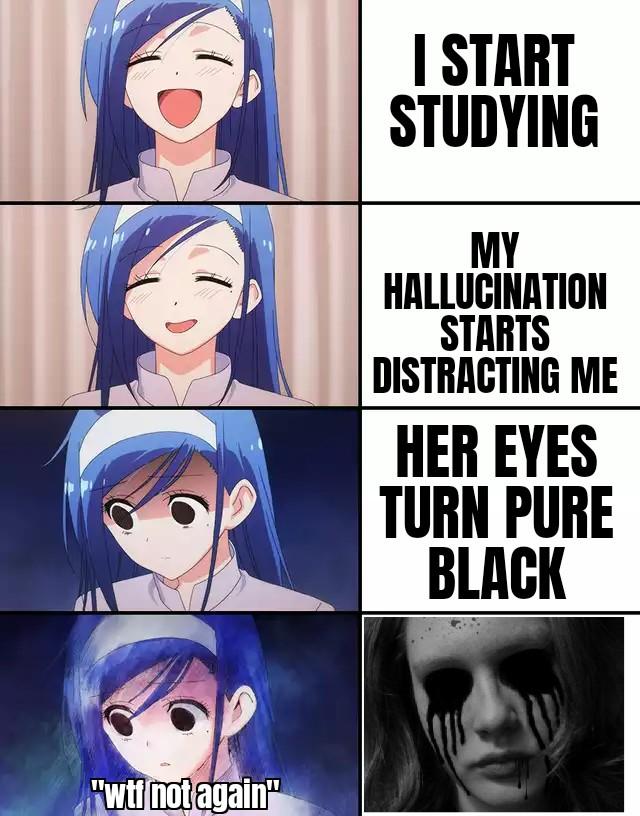 I START
STUDYING
MY
HALLUCINATION
STARTS
DISTRACTING ME
HER EYES
TURN PURE
BLACK
"wtf not again"